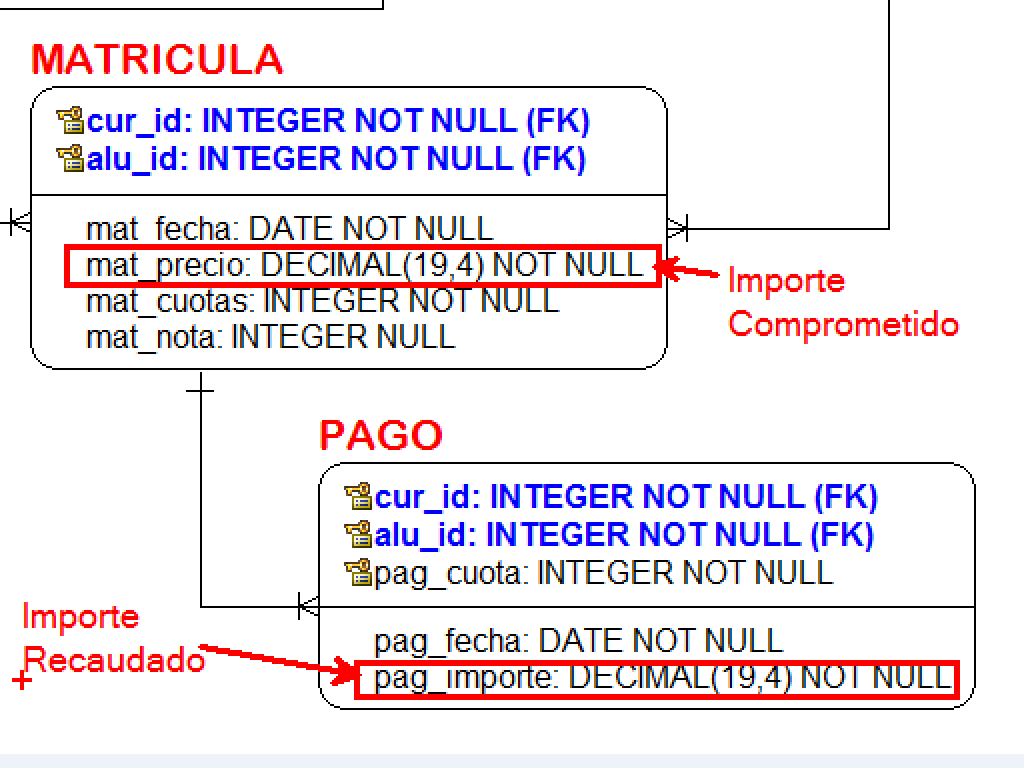 MATRICULA
cur_id: INTEGER NOT NULL (FK)
alu_id: INTEGER NOT NULL (FK)
mat_fecha: DATE NOT NULL
mat_precio: DECIMAL(19,4) NOT NULL
mat_cuotas: INTEGER NOT NULL
mat_nota: INTEGER NULL
Importe
Comprometido
PAGO
cur_id: INTEGER NOT NULL (FK)
alu_id: INTEGER NOT NULL (FK)
pag_cuota: INTEGER NOT NULL
pag_fecha: DATE NOT NULL
pag_importe: DECIMAL(19,4) NOT NULL
Importe
Recaudado